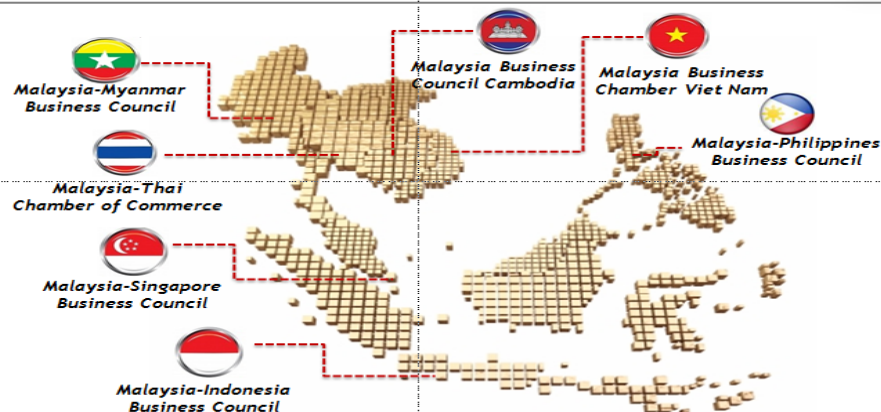 Malaysia-Myanmar
Business Council
Malaysia Business
Council Cambodia
Malaysia Business
Chamber Viet Nam
Malaysia-Philippines
Business Council
Malaysia-Thai
Chamber of Commerce
Malaysia-Singapore
Business Council
Malaysia-Indonesia
Business Council